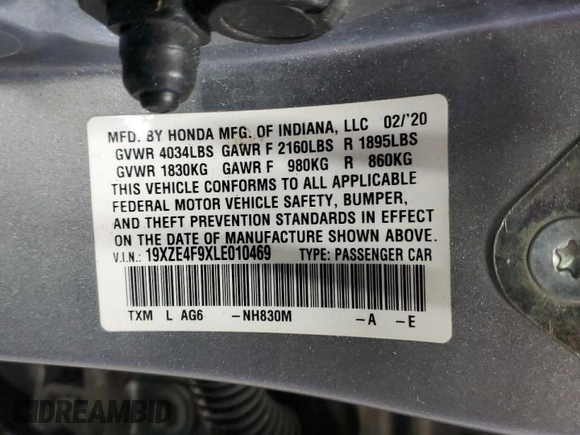 MFD. BY HONDA MFG. OF INDIANA, LLC 02/'20
GVWR 4034LBS GAWR F 2160LBS R 1895LBS
GVWR 1830KG GAWR F 980KG R 860KG
THIS VEHICLE CONFORMS TO ALL APPLICABLE
FEDERAL MOTOR VEHICLE SAFETY, BUMPER,
AND THEFT PREVENTION STANDARDS IN EFFECT
ON THE DATE OF MANUFACTURE SHOWN ABOVE.
V.I.N.: 19XZE4F9XLE010469 TYPE: PASSENGER CAR
TXM L AG6 -NH830M -A -E
DREAMBID